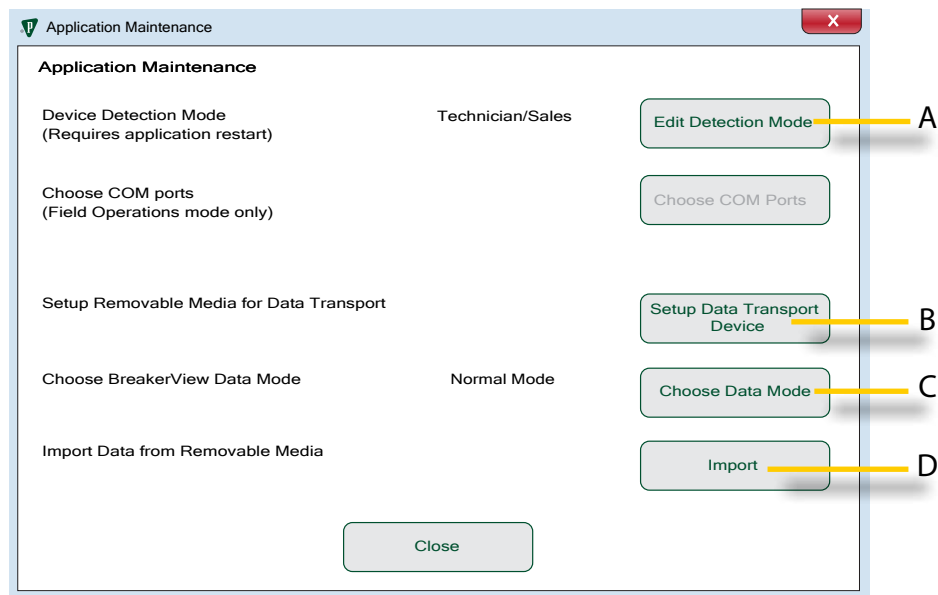 Application Maintenance
X
Application Maintenance
Device Detection Mode
(Requires application restart)
Technician/Sales
Edit Detection Mode
A
Choose COM ports
(Field Operations mode only)
Choose COM Ports
Setup Removable Media for Data Transport
Setup Data Transport
Device
B
Choose BreakerView Data Mode
Normal Mode
Choose Data Mode
C
Import Data from Removable Media
Import
D
Close